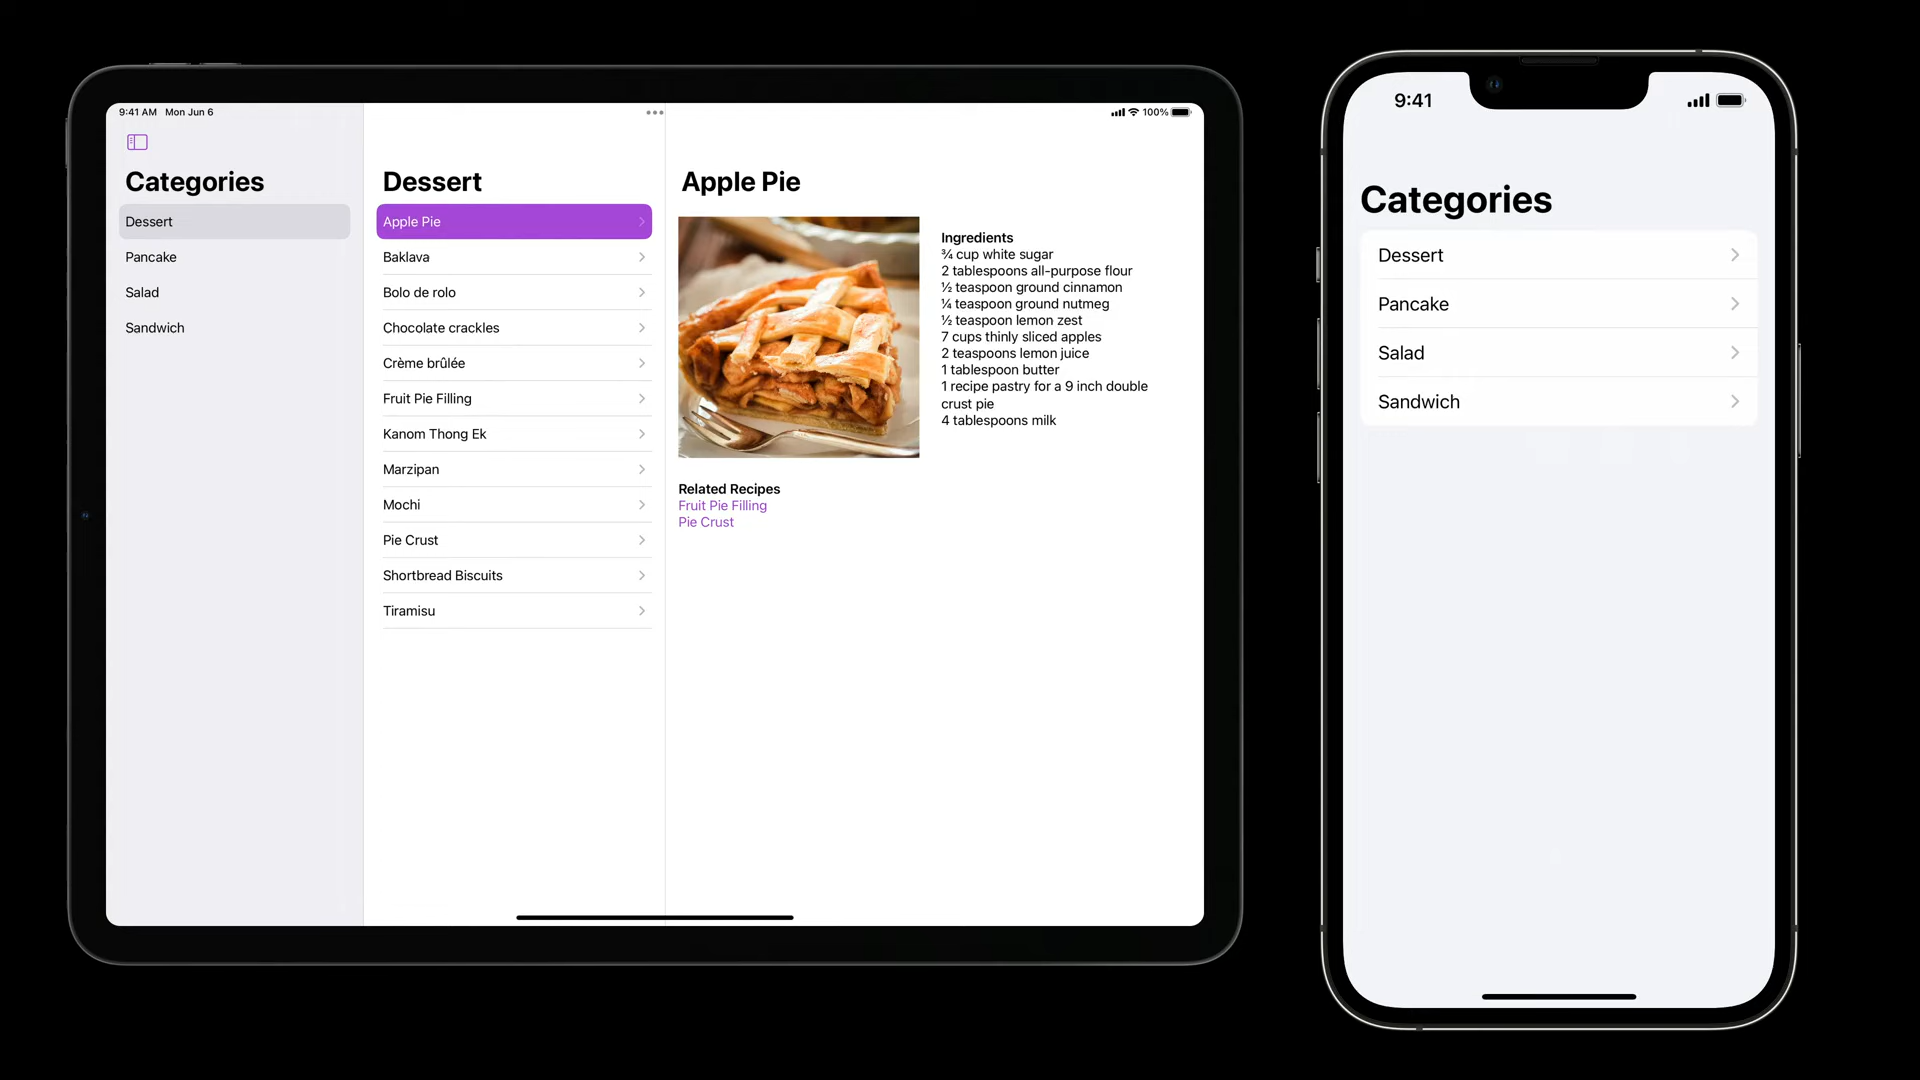 9:41 AM Mon Jun 6
100%
Categories
Dessert
Pancake
Salad
Sandwich
Dessert
Apple Pie
Baklava
Bolo de rolo
Chocolate crackles
Crème brûlée
Fruit Pie Filling
Kanom Thong Ek
Marzipan
Mochi
Pie Crust
Shortbread Biscuits
Tiramisu
Apple Pie
Ingredients
¾ cup white sugar
2 tablespoons all-purpose flour
½ teaspoon ground cinnamon
¼ teaspoon ground nutmeg
½ teaspoon lemon zest
7 cups thinly sliced apples
2 teaspoons lemon juice
1 tablespoon butter
1 recipe pastry for a 9 inch double
crust pie
4 tablespoons milk
Related Recipes
Fruit Pie Filling
Pie Crust
9:41
Categories
Dessert
Pancake
Salad
Sandwich